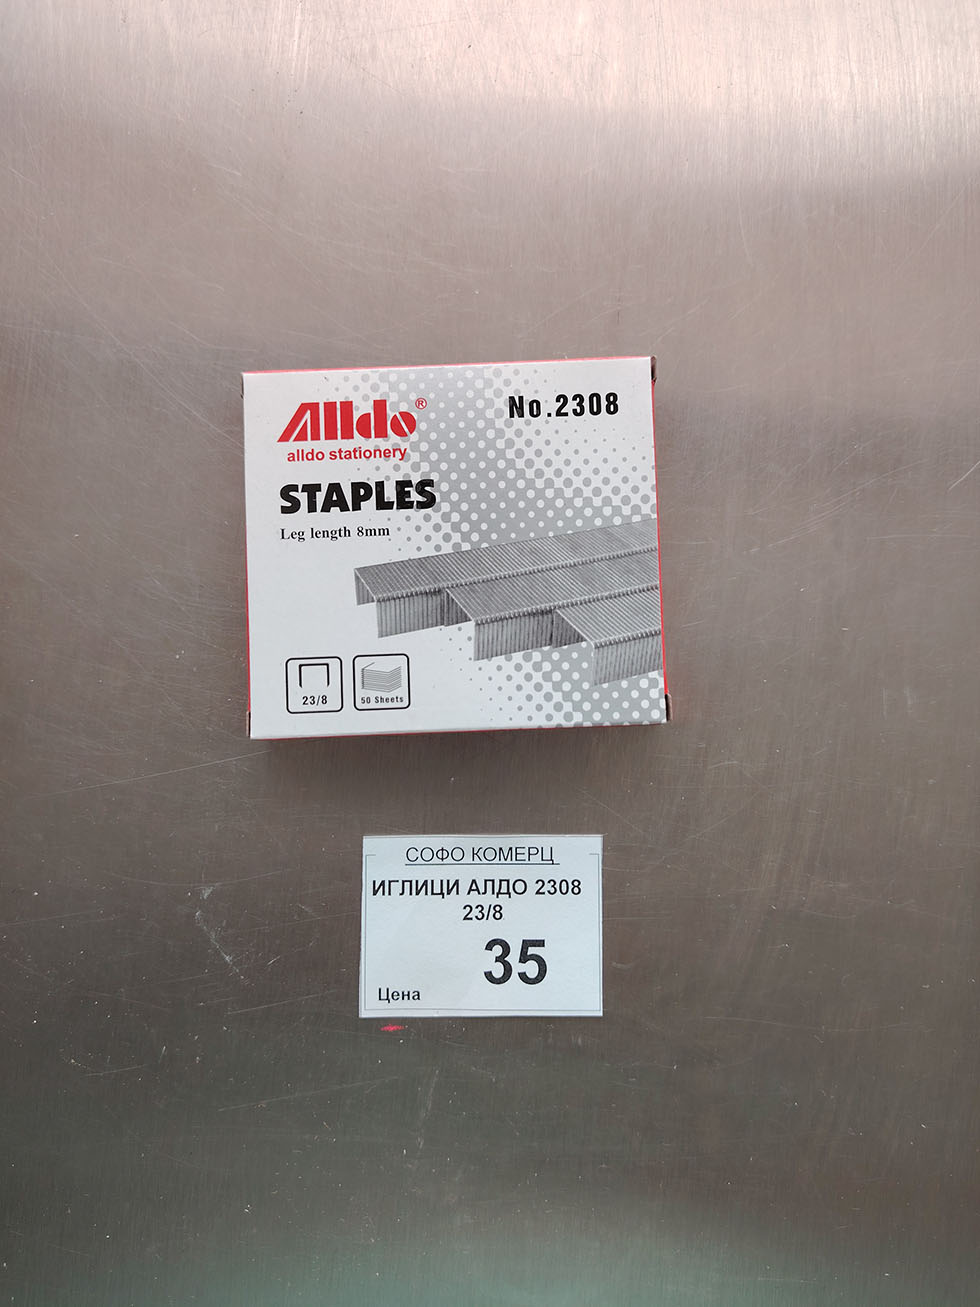 Alldo®
alldo stationery
No.2308
STAPLES
Leg length 8mm
23/8
50 Sheets
СОФО КОМЕРЦ
ИГЛИЦИ АЛДО 2308
23/8
35
Цена